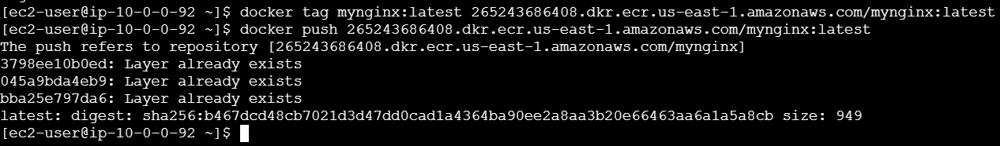 [ec2-user@ip-10-0-0-92 ~]$ docker tag mynginx:latest 265243686408.dkr.ecr.us-east-1.amazonaws.com/mynginx:latest
[ec2-user@ip-10-0-0-92 ~]$ docker push 265243686408.dkr.ecr.us-east-1.amazonaws.com/mynginx:latest
The push refers to repository [265243686408.dkr.ecr.us-east-1.amazonaws.com/mynginx]
3798ee10b0ed: Layer already exists
045a9bda4eb9: Layer already exists
bba25e797da6: Layer already exists
latest: digest: sha256:b467dcd48cb7021d3d47dd0cad1a4364ba90ee2a8aa3b20e66463aa6a1a5a8cb size: 949
[ec2-user@ip-10-0-0-92 ~]$